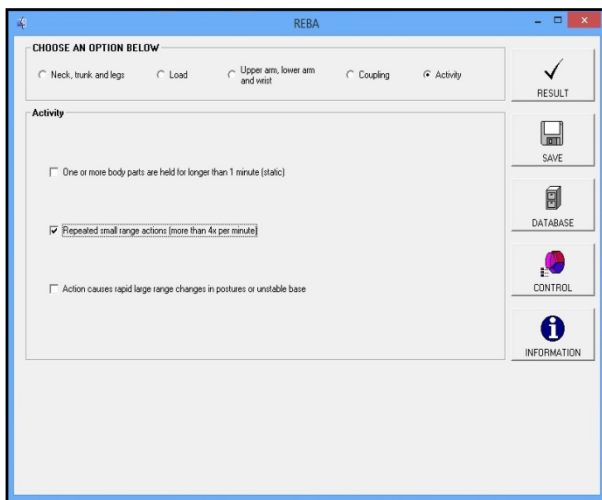 REBA
CHOOSE AN OPTION BELOW
Neck, trunk and legs
Load
Upper arm, lower arm
and wrist
Coupling
Activity
RESULT
Activity
One or more body parts are held for longer than 1 minute (static)
SAVE
Repeated small range actions (more than 4x per minute)
DATABASE
Action causes rapid large range changes in postures or unstable base
CONTROL
INFORMATION